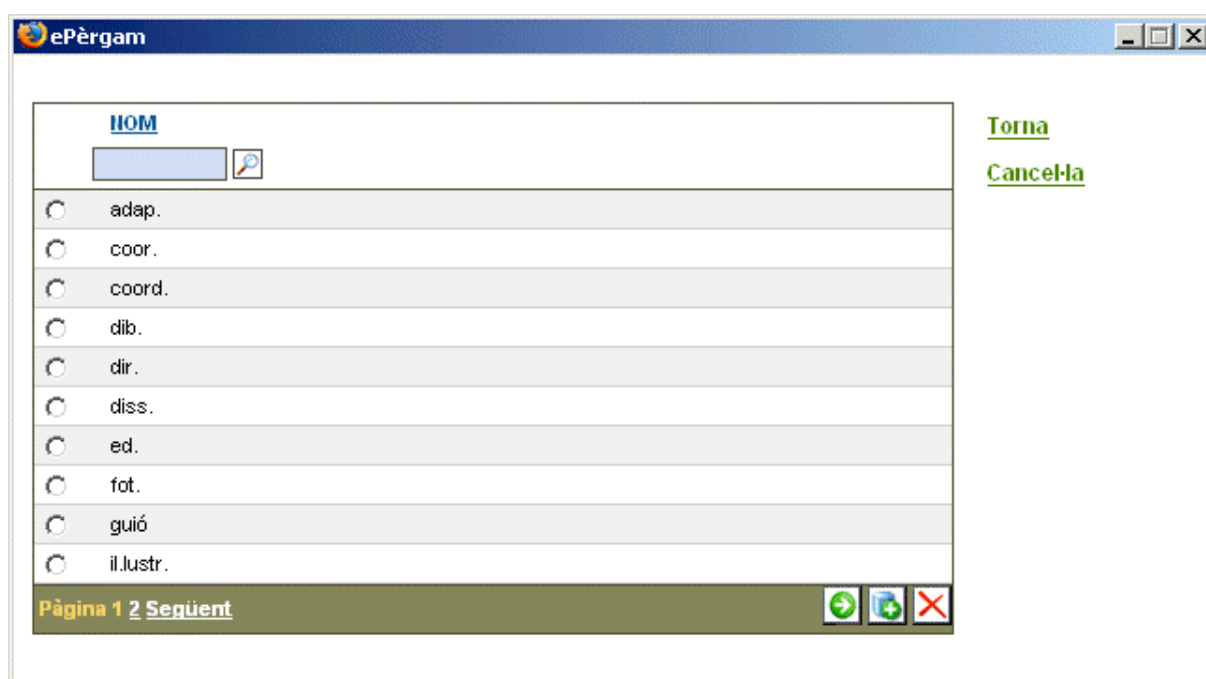 ePèrgam
NOM
Torna
Cancel·la
adap.
coor.
coord.
dib.
dir.
diss.
ed.
fot.
guió
il.lustr.
Pàgina 1 2 Següent